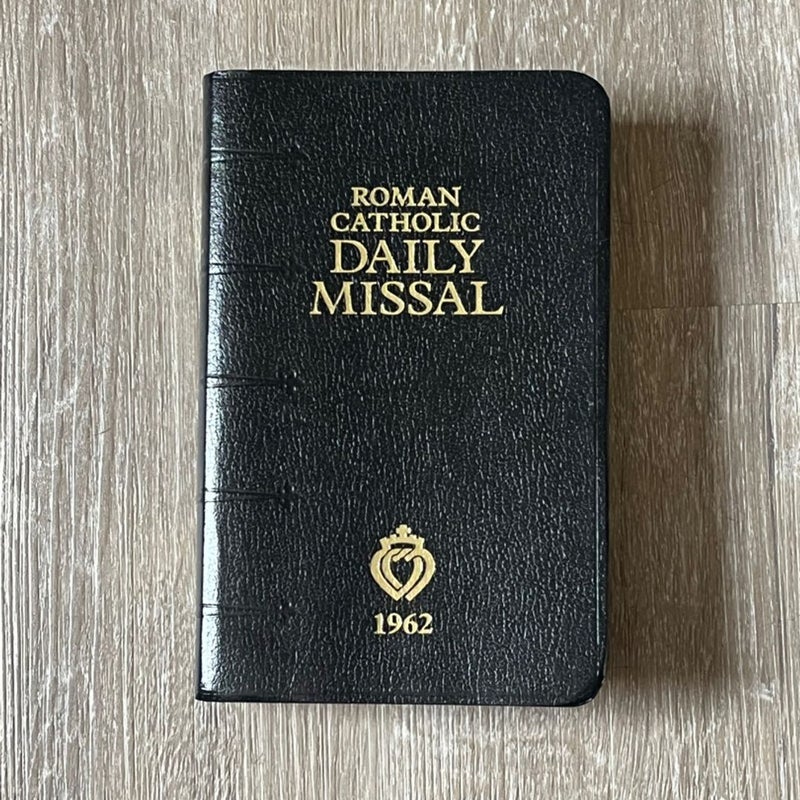 ROMAN
CATHOLIC
DAILY
MISSAL
1962